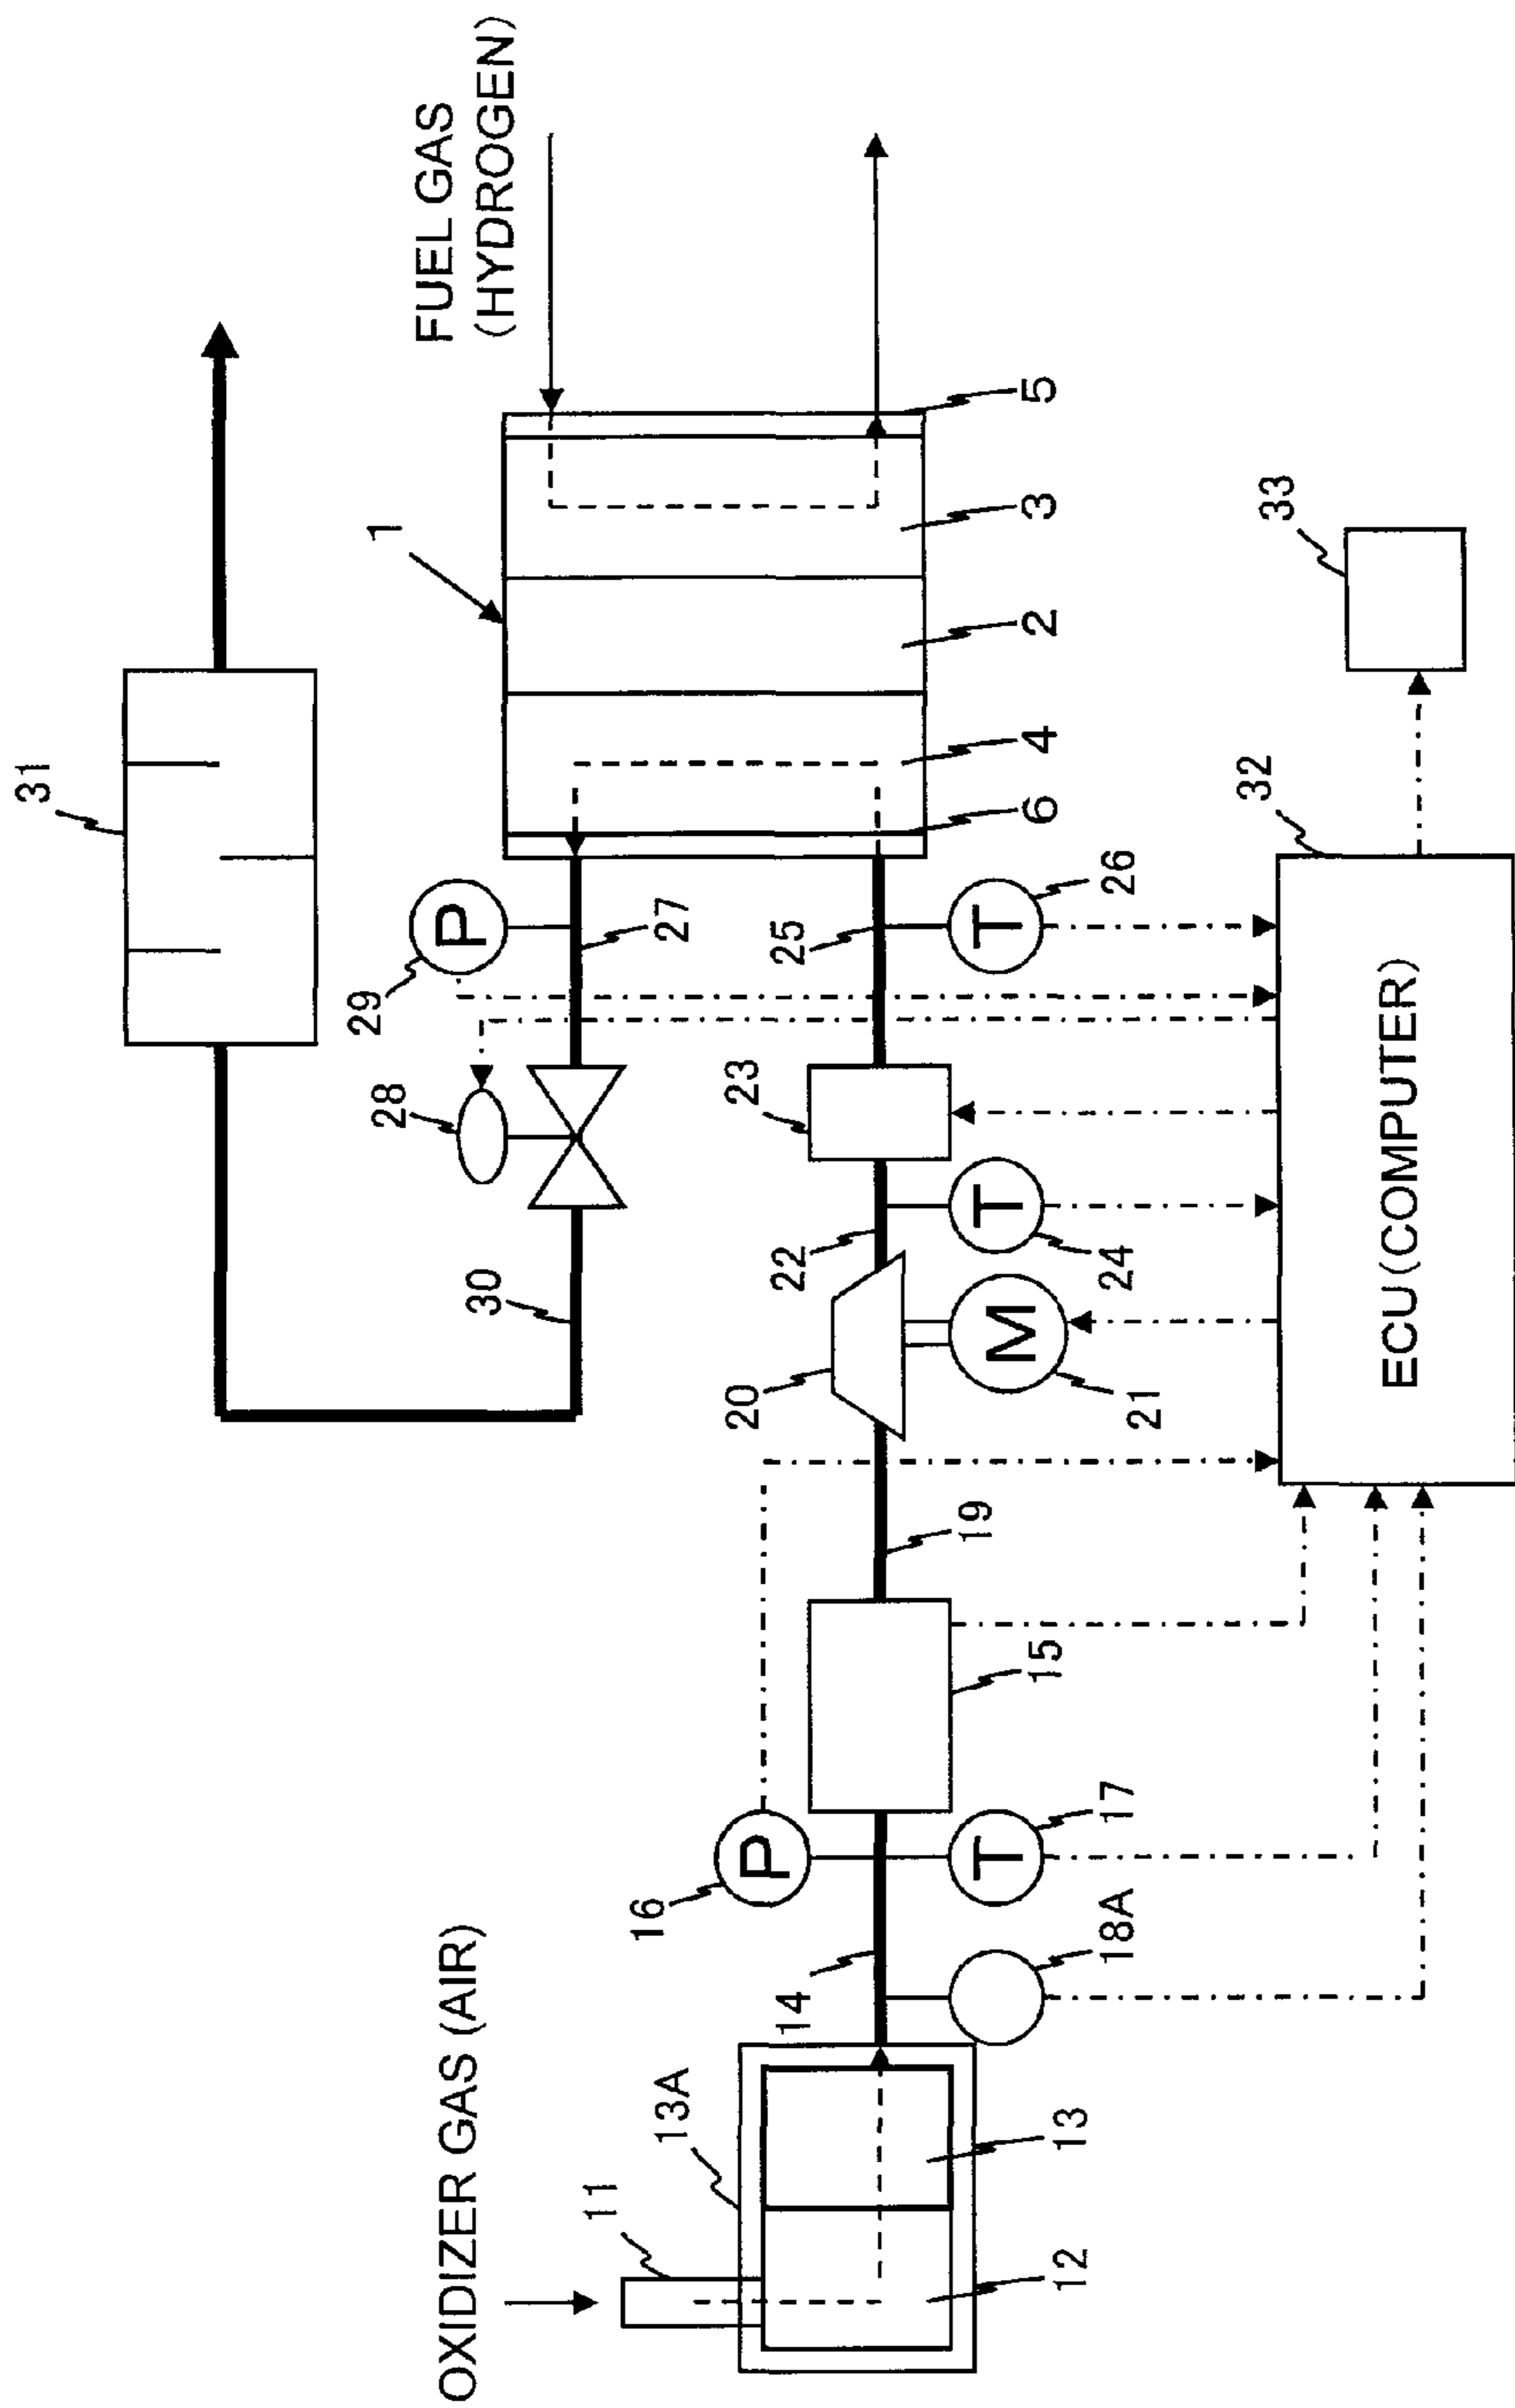 31
FUEL GAS
(HYDROGEN)
1
29
P
27
28
30
5
3
2
4
6
25
T
26
23
22
T
24
20
M
21
19
33
32
ECU(COMPUTER)
OXIDIZER GAS (AIR)
11
13A
12
13
14
18A
16
P
T
17
15